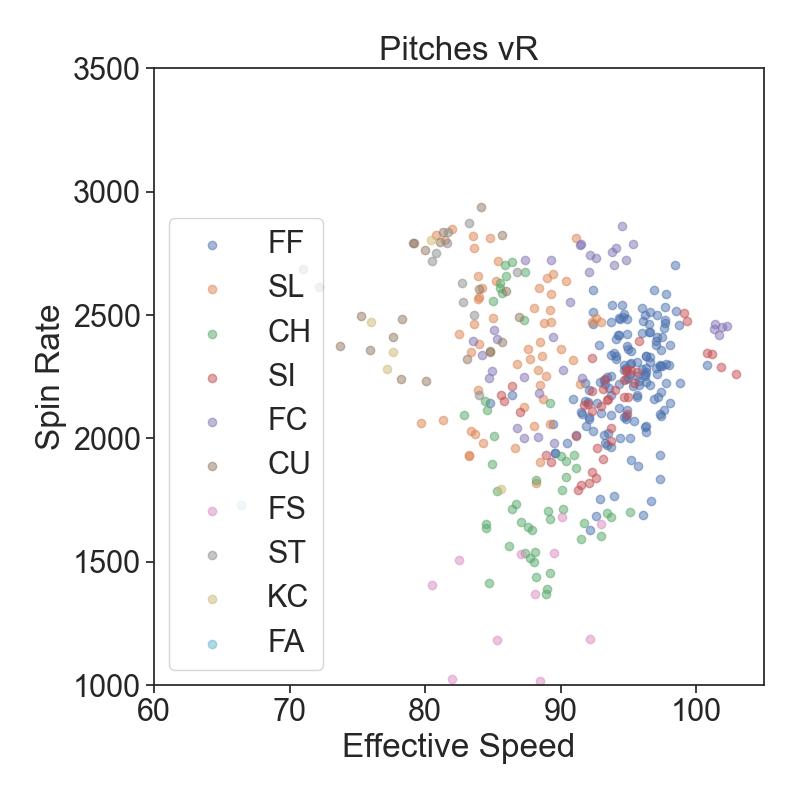 Pitches vR
3500
3000
2500
2000
1500
1000
Spin Rate
FF
SL
CH
SI
FC
CU
FS
ST
KC
FA
60 70 80 90 100
Effective Speed